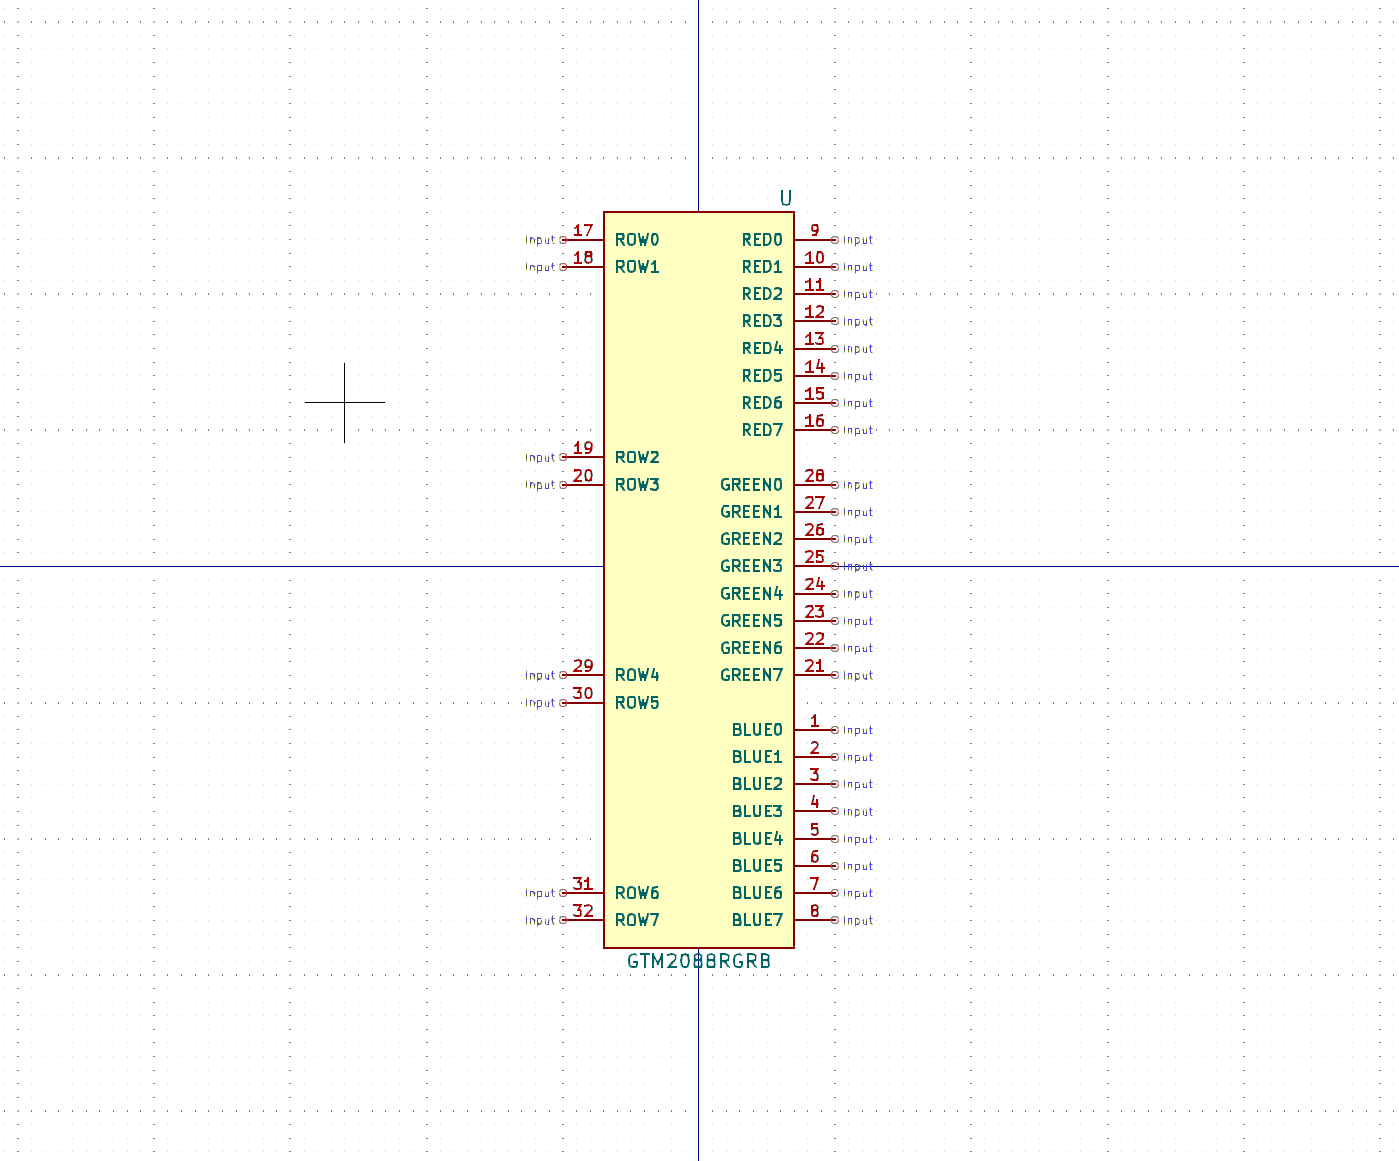 U
Input 17 ROW0 RED0 9 Input
Input 18 ROW1 RED1 10 Input
RED2 11 Input
RED3 12 Input
RED4 13 Input
RED5 14 Input
RED6 15 Input
RED7 16 Input
Input 19 ROW2
Input 20 ROW3 GREEN0 28 Input
GREEN1 27 Input
GREEN2 26 Input
GREEN3 25 Input
GREEN4 24 Input
GREEN5 23 Input
GREEN6 22 Input
Input 29 ROW4 GREEN7 21 Input
Input 30 ROW5
BLUE0 1 Input
BLUE1 2 Input
BLUE2 3 Input
BLUE3 4 Input
BLUE4 5 Input
BLUE5 6 Input
Input 31 ROW6 BLUE6 7 Input
Input 32 ROW7 BLUE7 8 Input
GTM2088RGRB